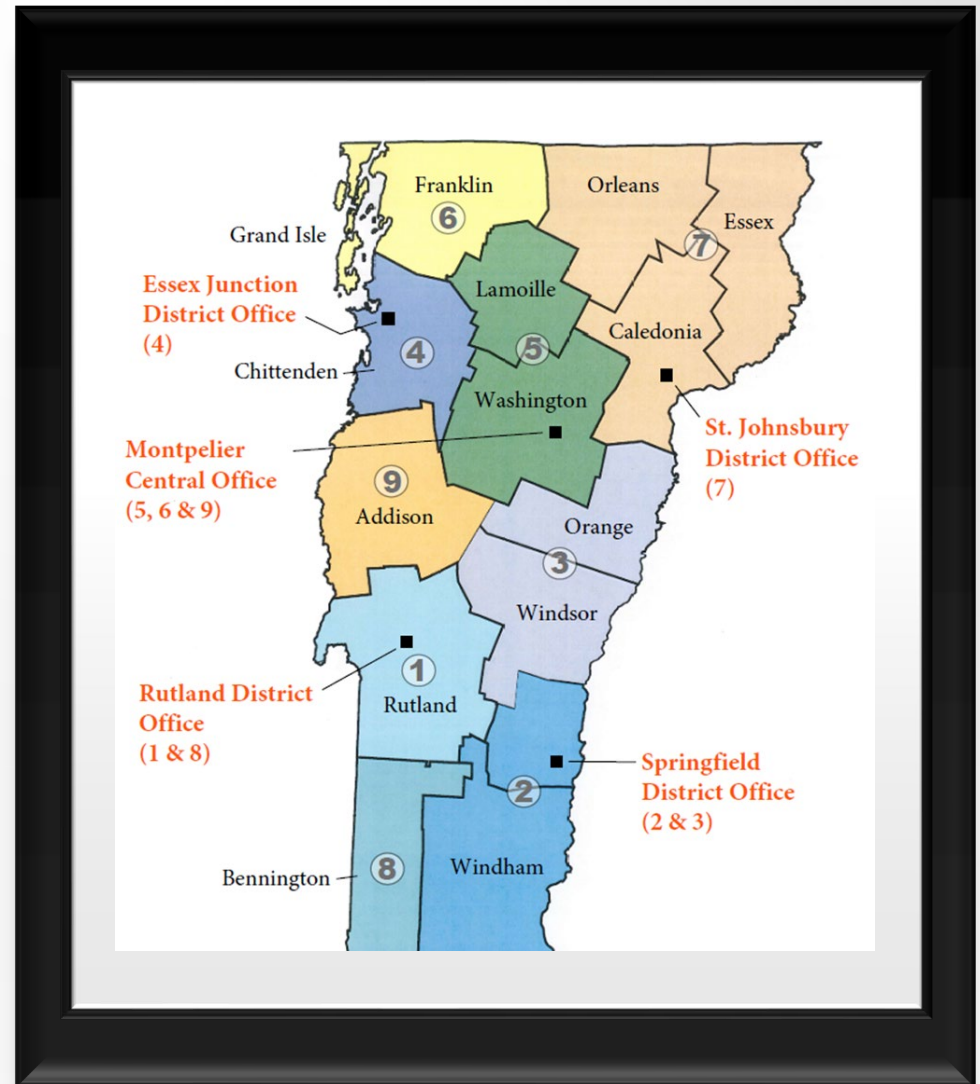 Franklin
6
Orleans
Essex
7
Grand Isle
Essex Junction
District Office
(4)
Lamoille
Caledonia
4
5
Chittenden
Washington
St. Johnsbury
District Office
(7)
Montpelier
Central Office
(5, 6 & 9)
9
Addison
Orange
3
Windsor
1
Rutland
Rutland District
Office
(1 & 8)
Springfield
District Office
(2 & 3)
2
8
Windham
Bennington